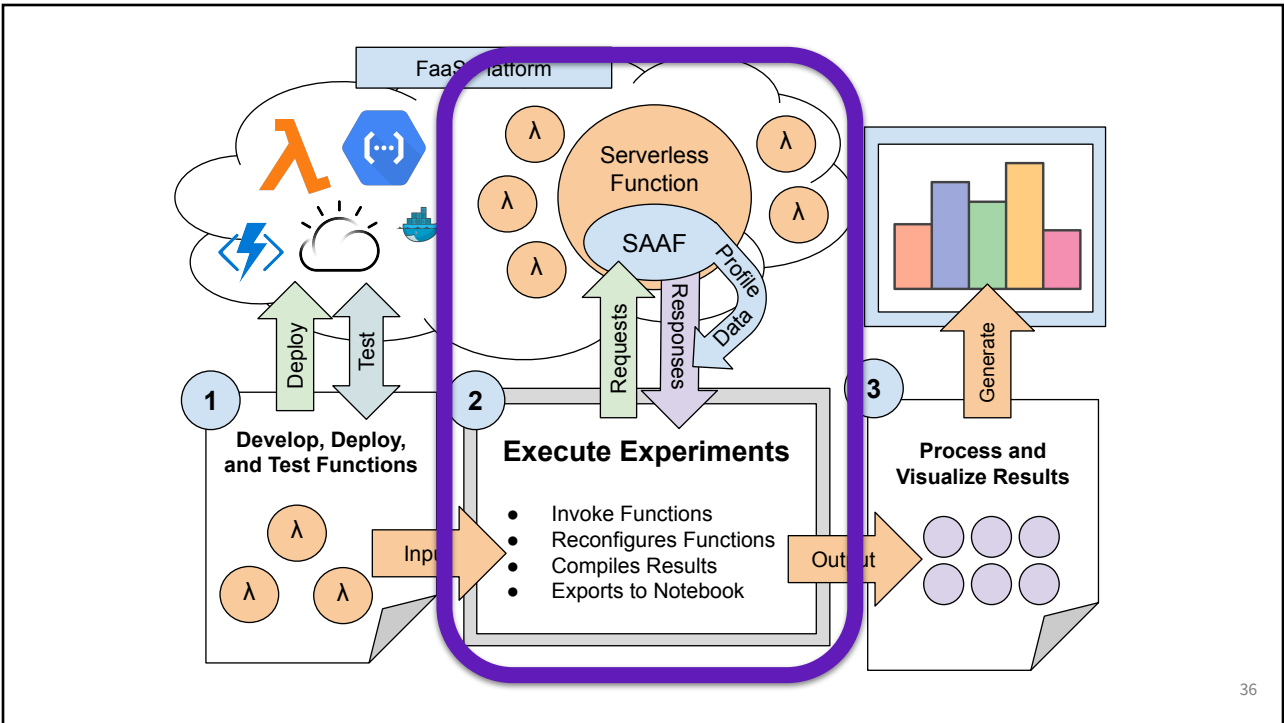 FaaS Platform
λ
λ
λ
λ
λ
Serverless
Function
SAAF
Profile
Data
Deploy
Test
Requests
Responses
Generate
1
Develop, Deploy,
and Test Functions
λ
λ
λ
Input
2
Execute Experiments
● Invoke Functions
● Reconfigures Functions
● Compiles Results
● Exports to Notebook
Output
3
Process and
Visualize Results
36